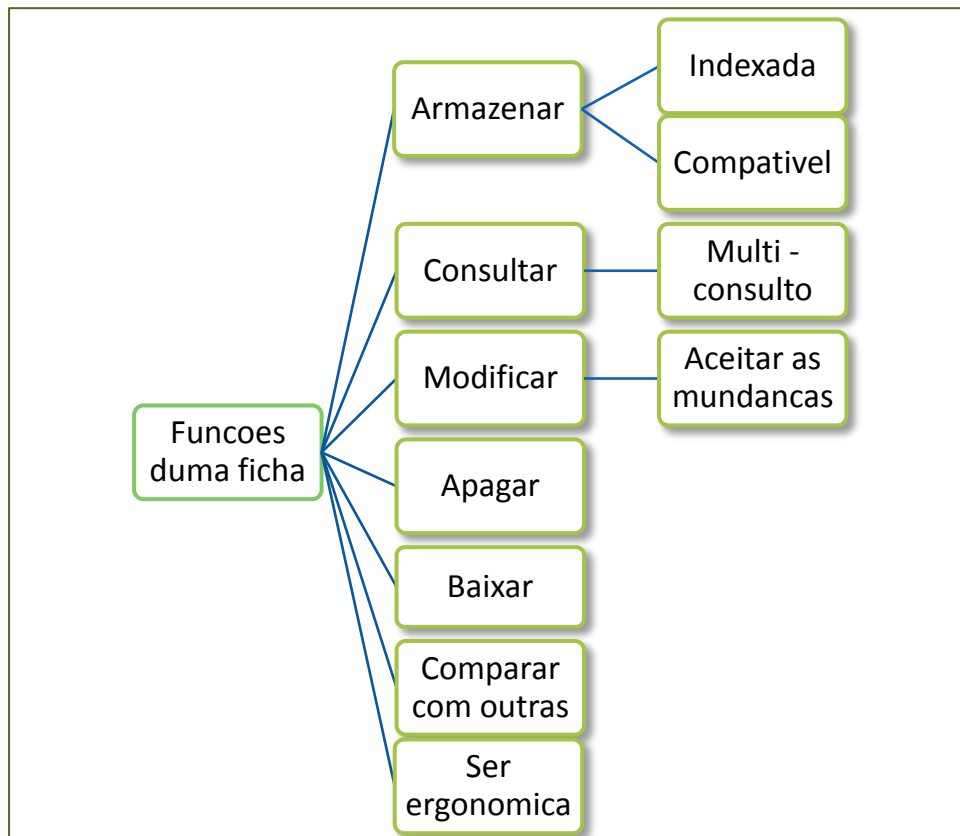 Funcoes
duma ficha
Armazenar
Indexada
Compativel
Consultar
Multi -
consulto
Modificar
Aceitar as
mundancas
Apagar
Baixar
Comparar
com outras
Ser
ergonomica